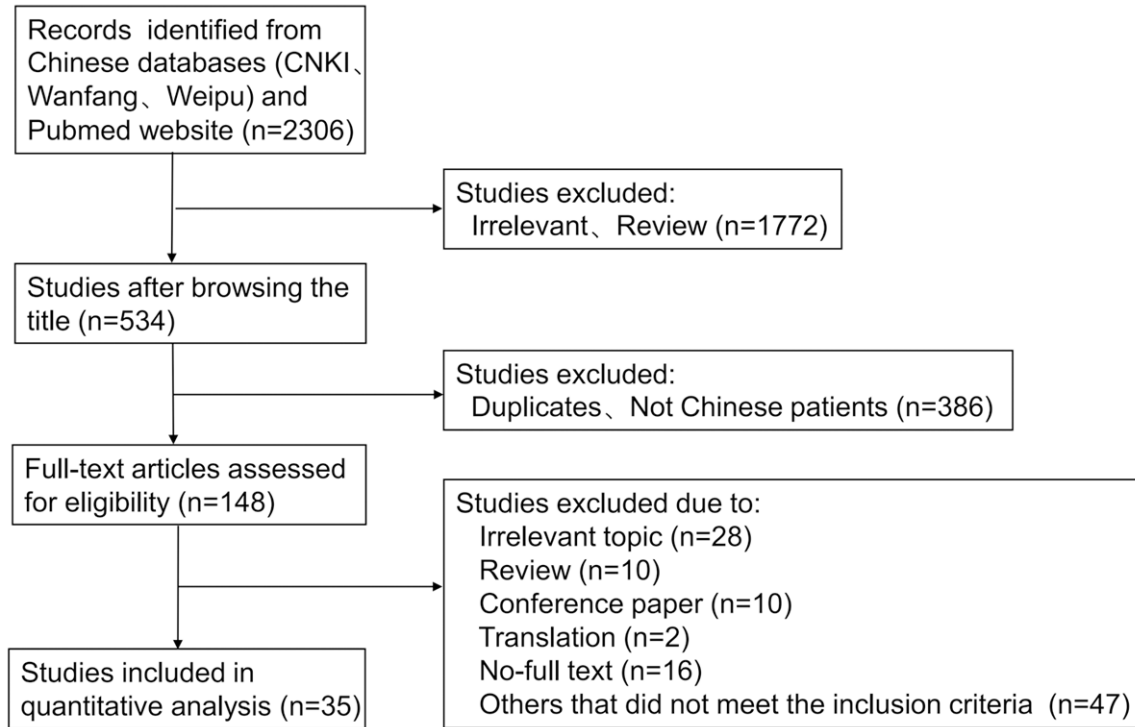 Records identified from
Chinese databases (CNKI、
Wanfang、Weipu) and
Pubmed website (n=2306)
Studies excluded:
Irrelevant、Review (n=1772)
Studies after browsing the
title (n=534)
Studies excluded:
Duplicates、Not Chinese patients (n=386)
Full-text articles assessed
for eligibility (n=148)
Studies excluded due to:
Irrelevant topic (n=28)
Review (n=10)
Conference paper (n=10)
Translation (n=2)
No-full text (n=16)
Others that did not meet the inclusion criteria (n=47)
Studies included in
quantitative analysis (n=35)